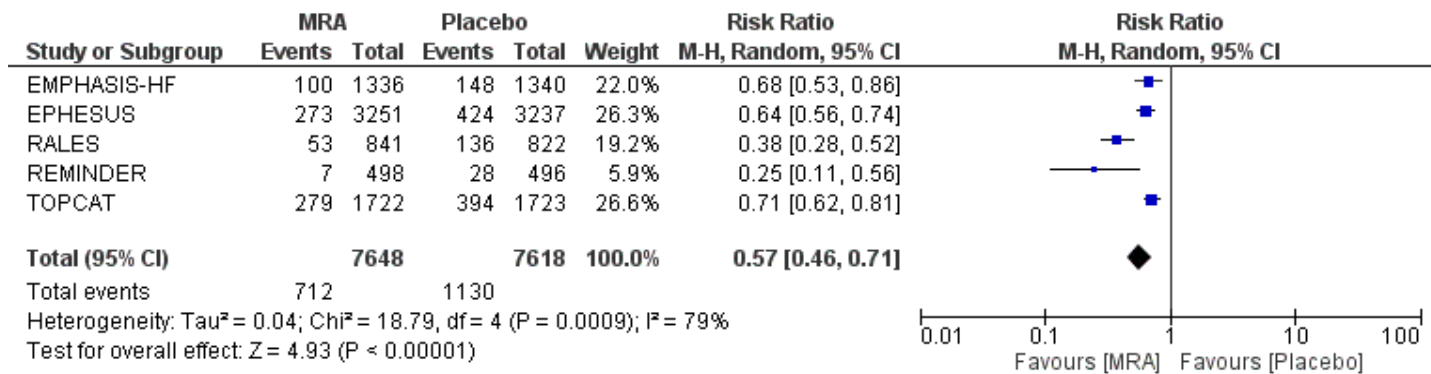 MRA Placebo Risk Ratio Risk Ratio
Study or Subgroup Events Total Events Total Weight M-H, Random, 95% CI M-H, Random, 95% CI
EMPHASIS-HF 100 1336 148 1340 22.0% 0.68 [0.53, 0.86]
EPHESUS 273 3251 424 3237 26.3% 0.64 [0.56, 0.74]
RALES 53 841 136 822 19.2% 0.38 [0.28, 0.52]
REMINDER 7 498 28 496 5.9% 0.25 [0.11, 0.56]
TOPCAT 279 1722 394 1723 26.6% 0.71 [0.62, 0.81]
Total (95% CI) 7648 7618 100.0% 0.57 [0.46, 0.71]
Total events 712 1130
Heterogeneity: Tau² = 0.04; Chi² = 18.79, df = 4 (P = 0.0009); I² = 79%
Test for overall effect: Z = 4.93 (P < 0.00001)
0.01 0.1 1 10 100
Favours [MRA] Favours [Placebo]